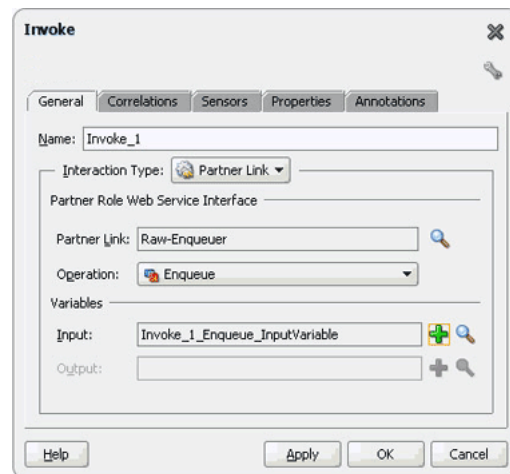 Invoke
General Correlations Sensors Properties Annotations
Name: Invoke_1
Interaction Type: Partner Link
Partner Role Web Service Interface
Partner Link: Raw-Enqueuer
Operation: Enqueue
Variables
Input: Invoke_1_Enqueue_InputVariable
Output:
Help Apply OK Cancel